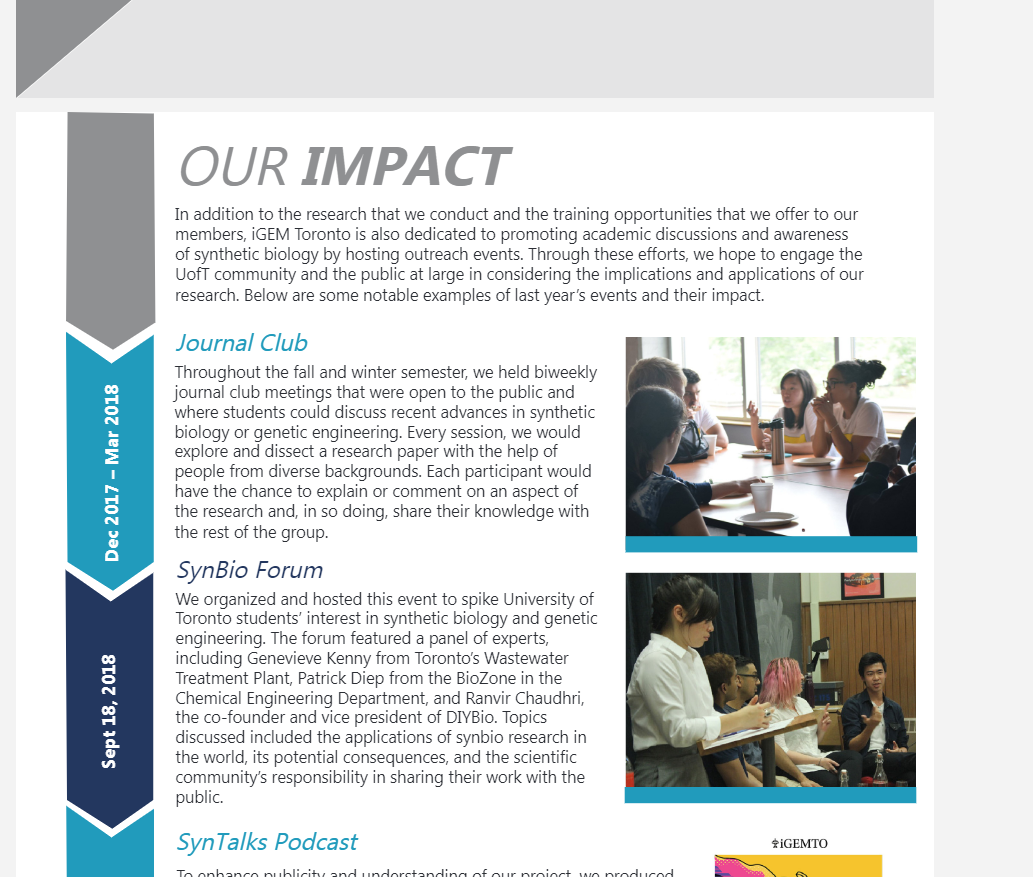 OUR IMPACT
In addition to the research that we conduct and the training opportunities that we offer to our
members, iGEM Toronto is also dedicated to promoting academic discussions and awareness
of synthetic biology by hosting outreach events. Through these efforts, we hope to engage the
UofT community and the public at large in considering the implications and applications of our
research. Below are some notable examples of last year's events and their impact.
Dec 2017 – Mar 2018
Journal Club
Throughout the fall and winter semester, we held biweekly
journal club meetings that were open to the public and
where students could discuss recent advances in synthetic
biology or genetic engineering. Every session, we would
explore and dissect a research paper with the help of
people from diverse backgrounds. Each participant would
have the chance to explain or comment on an aspect of
the research and, in so doing, share their knowledge with
the rest of the group.
Sept 18, 2018
SynBio Forum
We organized and hosted this event to spike University of
Toronto students' interest in synthetic biology and genetic
engineering. The forum featured a panel of experts,
including Genevieve Kenny from Toronto's Wastewater
Treatment Plant, Patrick Diep from the BioZone in the
Chemical Engineering Department, and Ranvir Chaudhri,
the co-founder and vice president of DIYBio. Topics
discussed included the applications of synbio research in
the world, its potential consequences, and the scientific
community's responsibility in sharing their work with the
public.
SynTalks Podcast
To enhance publicity and understanding of our project, we produced
iGEMTO